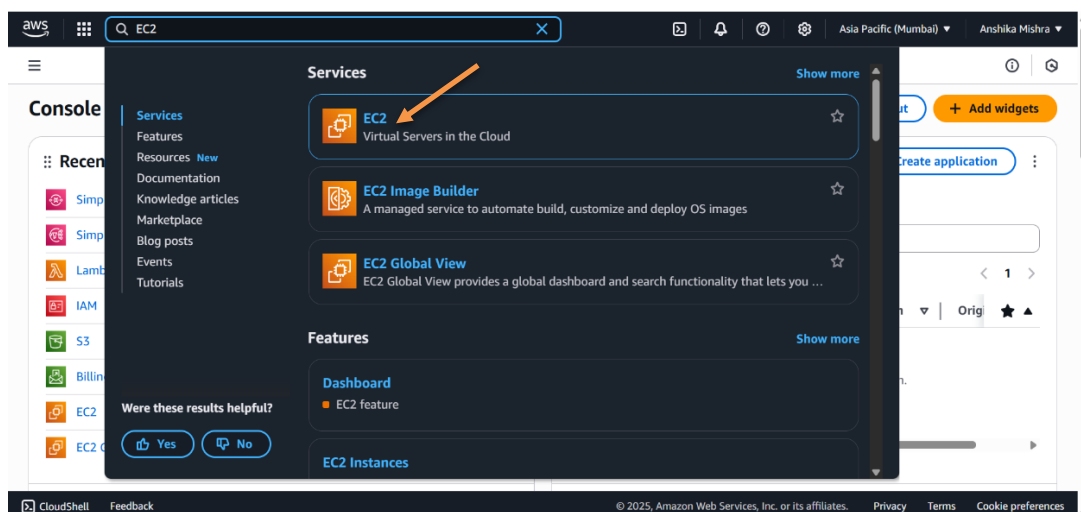 aws
EC2
Asia Pacific (Mumbai)
Anshika Mishra
Console
Add widgets
Recen
Simp
Simp
Lamb
IAM
S3
Billin
EC2
EC2
Services
Features
Resources New
Documentation
Knowledge articles
Marketplace
Blog posts
Events
Tutorials
Were these results helpful?
Yes
No
Services
Show more
EC2
Virtual Servers in the Cloud
EC2 Image Builder
A managed service to automate build, customize and deploy OS images
EC2 Global View
EC2 Global View provides a global dashboard and search functionality that lets you ...
Features
Show more
Dashboard
EC2 feature
EC2 Instances
Create application
1
Origi
CloudShell
Feedback
© 2025, Amazon Web Services, Inc. or its affiliates.
Privacy
Terms
Cookie preferences